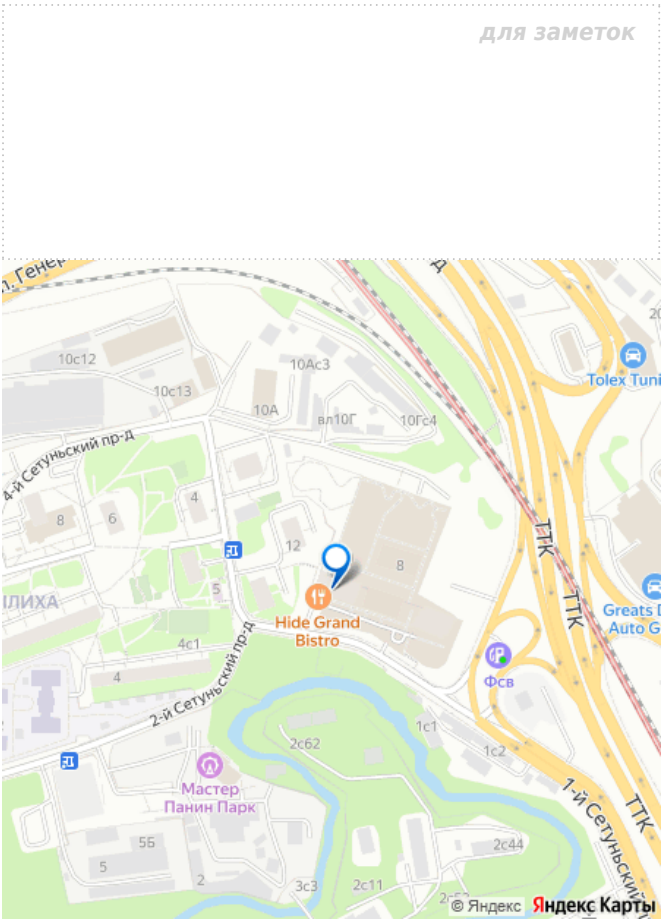 для заметок
л. Генер
д
20
10с12
10Ас3
Tolex Tuni
10с13
10А
вл10Г
10Гс4
4-й Сетуньский пр-д
4
8
6
ТТК
12
8
5
ЛИХА
ТТК
Greats D
Auto G
Hide Grand
Bistro
4с1
Фсв
4
2-й Сетуньский пр-д
1с1
2с62
1с2
Мастер
Панин Парк
1-й Сетуньский
ТТК
5Б
2с44
5
2
3с3
2с11
© Яндекс Яндекс Карты